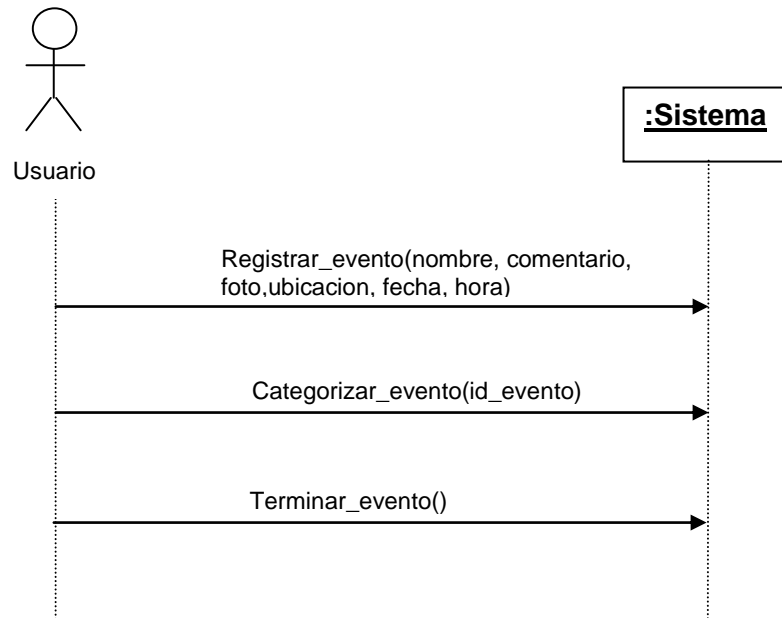 :Sistema
Usuario
Registrar_evento(nombre, comentario,
foto,ubicacion, fecha, hora)
Categorizar_evento(id_evento)
Terminar_evento()